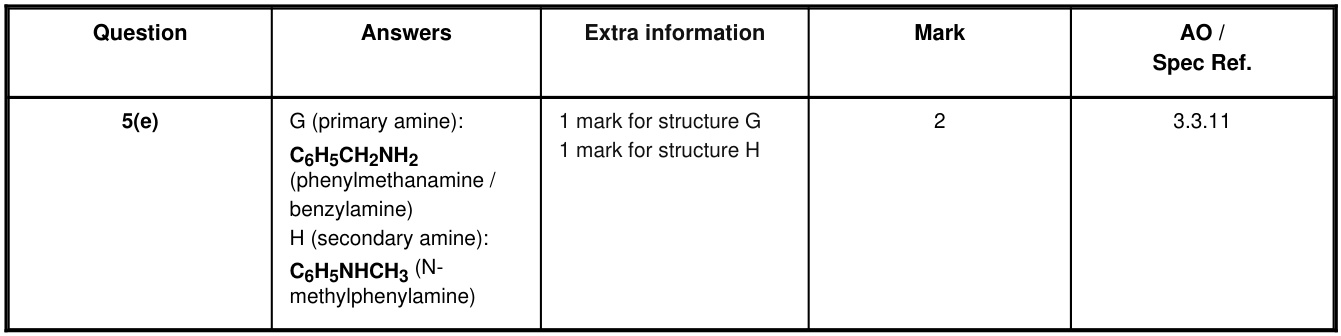 Question Answers Extra information Mark AO /
Spec Ref.
5(e) G (primary amine): 1 mark for structure G 2 3.3.11
C₆H₅CH₂NH₂ 1 mark for structure H
(phenylmethanamine /
benzylamine)
H (secondary amine):
C₆H₅NHCH₃ (N-
methylphenylamine)